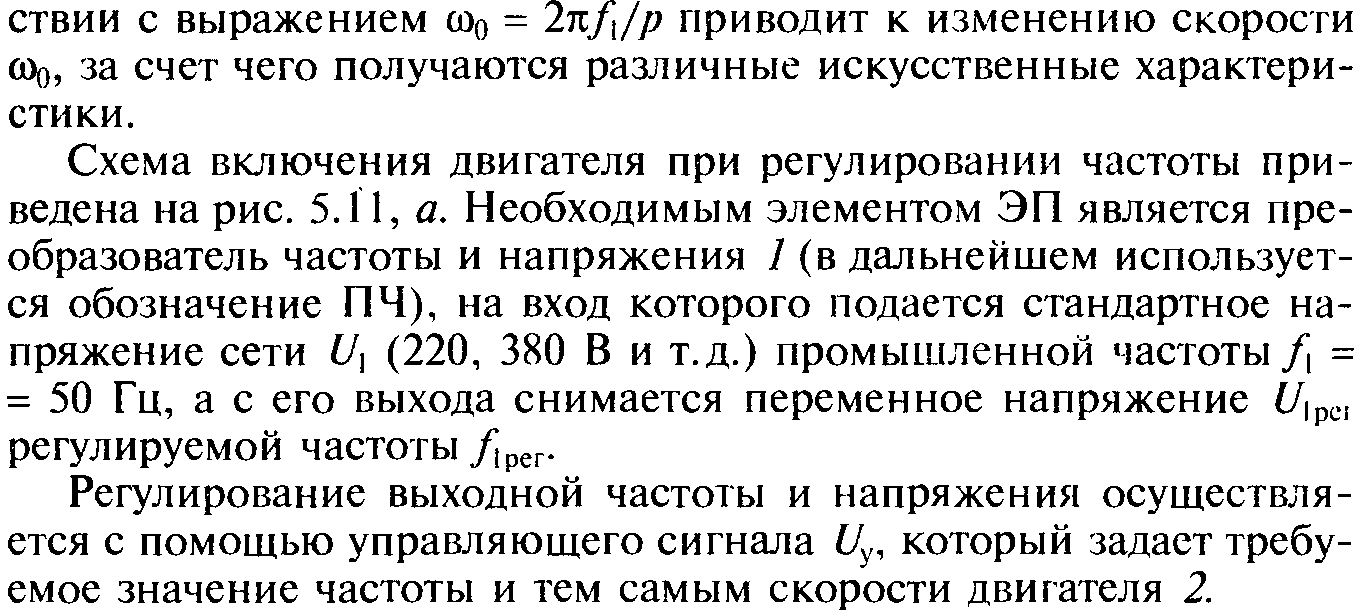 ствии с выражением ω₀ = 2πf₁/p приводит к изменению скорости
ω₀, за счет чего получаются различные искусственные характери-
стики.
Схема включения двигателя при регулировании частоты при-
ведена на рис. 5.11, а. Необходимым элементом ЭП является пре-
образователь частоты и напряжения 1 (в дальнейшем использует-
ся обозначение ПЧ), на вход которого подается стандартное на-
пряжение сети U₁ (220, 380 В и т.д.) промышленной частоты f₁ =
= 50 Гц, а с его выхода снимается переменное напряжение U₁рег
регулируемой частоты f₁рег.
Регулирование выходной частоты и напряжения осуществля-
ется с помощью управляющего сигнала Uу, который задает требу-
емое значение частоты и тем самым скорости двигателя 2.